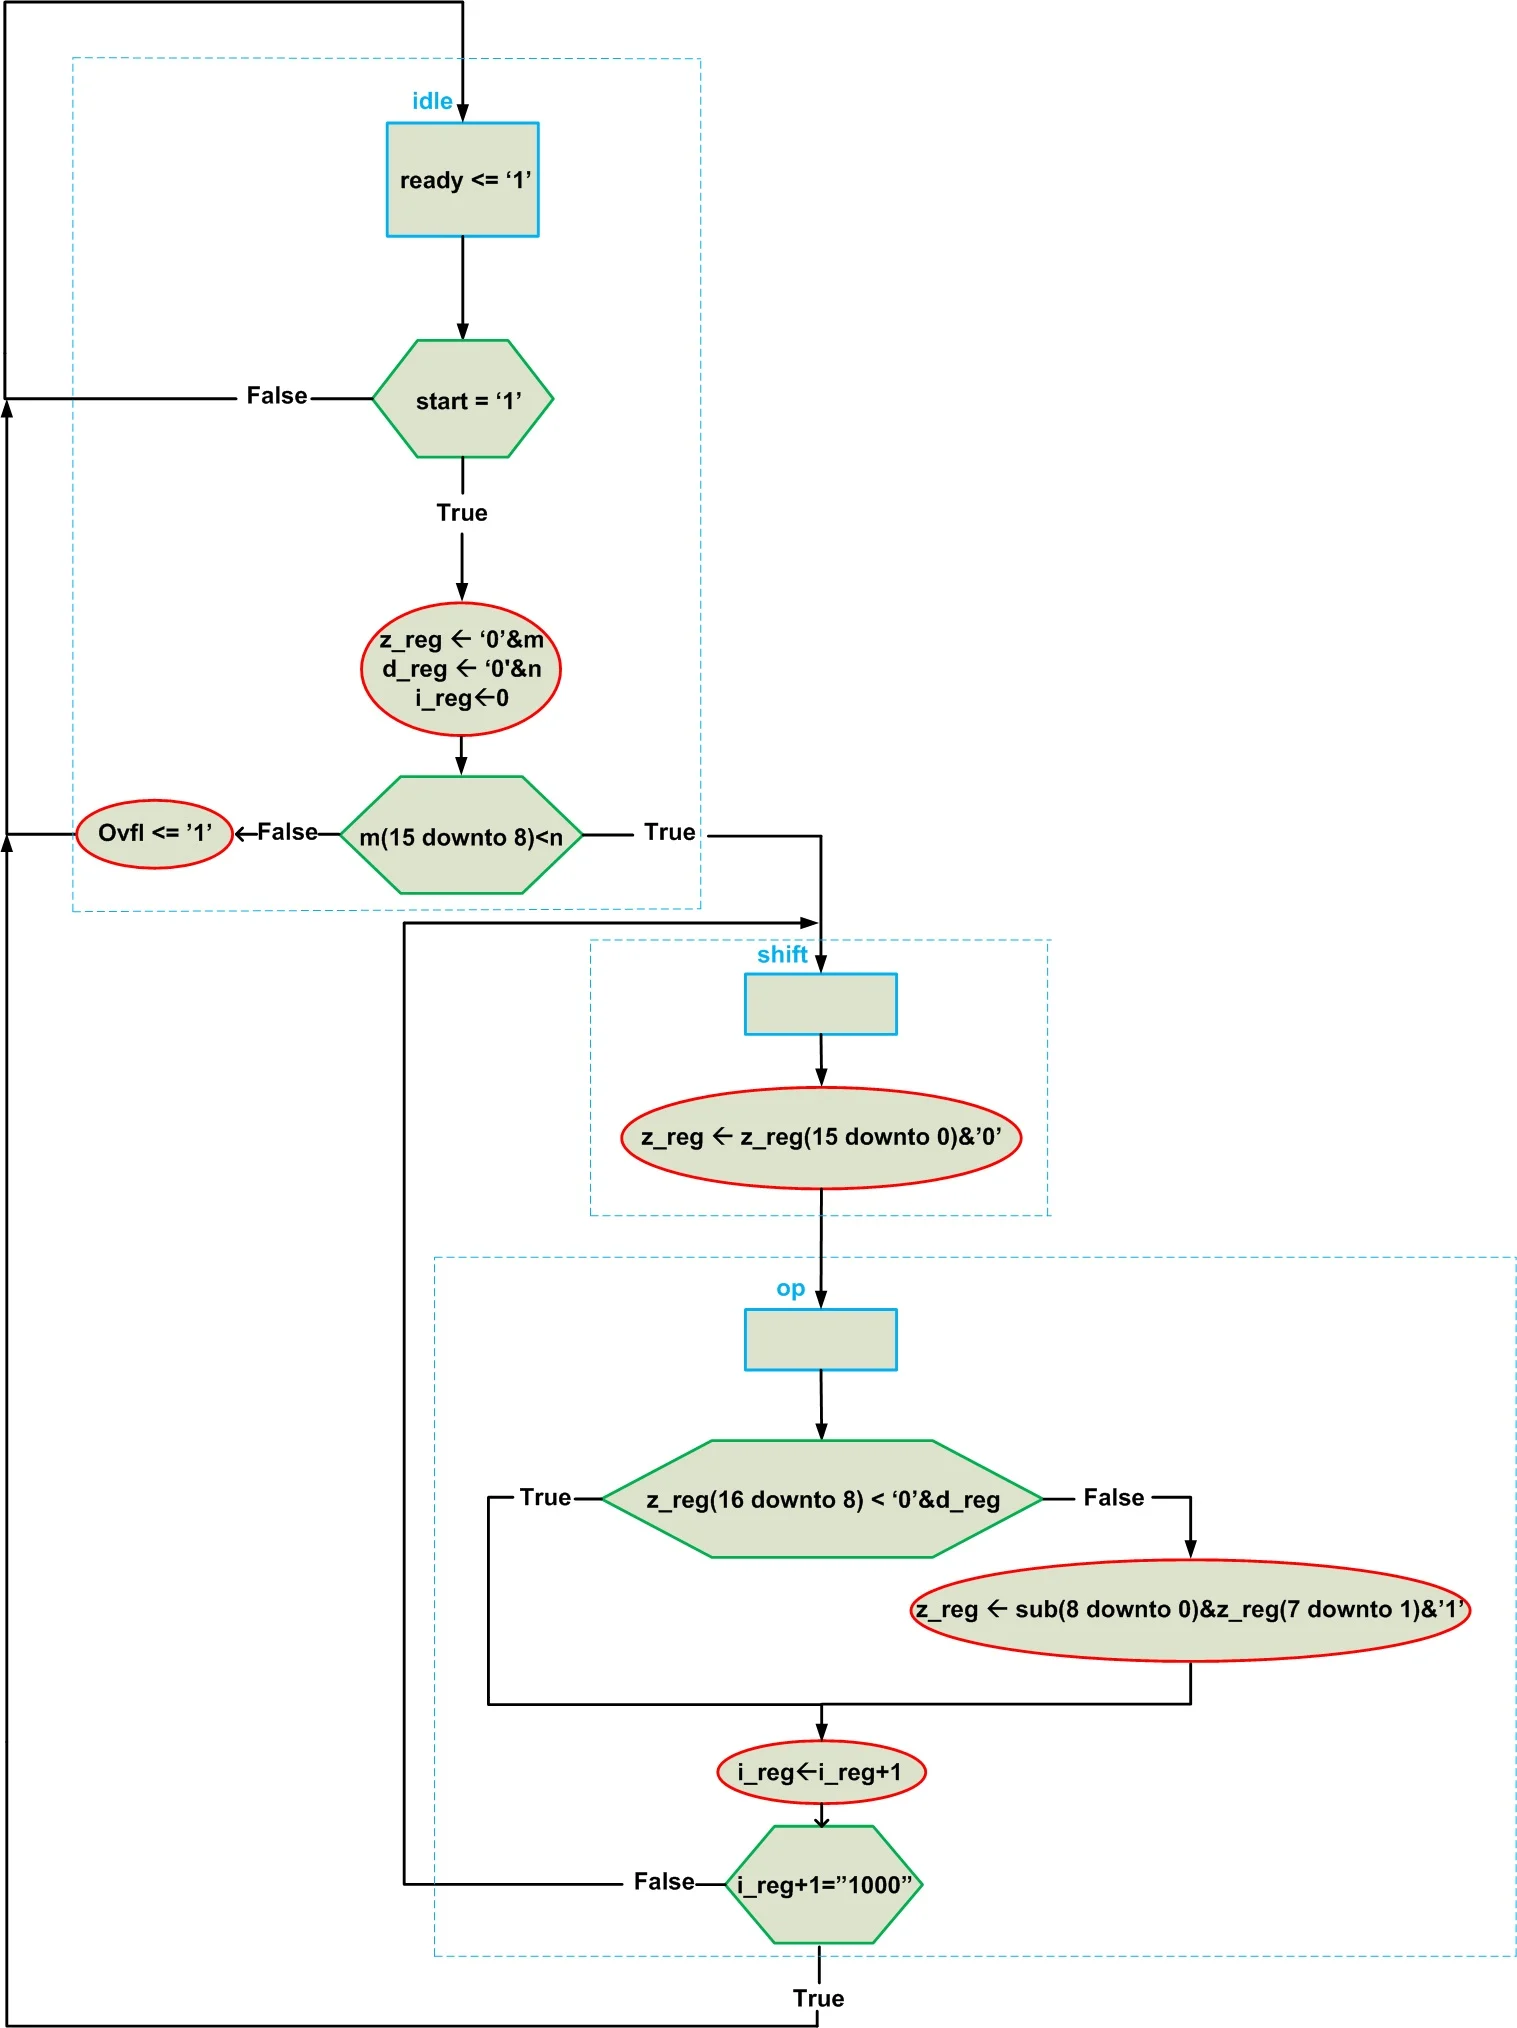 idle
ready <= ‘1’
start = ‘1’
False
True
z_reg ← ‘0’&m
d_reg ← ‘0'&n
i_reg←0
m(15 downto 8)<n
False
Ovfl <= ’1’
True
shift
z_reg ← z_reg(15 downto 0)&’0’
op
z_reg(16 downto 8) < ‘0’&d_reg
True
False
z_reg ← sub(8 downto 0)&z_reg(7 downto 1)&’1’
i_reg←i_reg+1
i_reg+1=”1000”
False
True